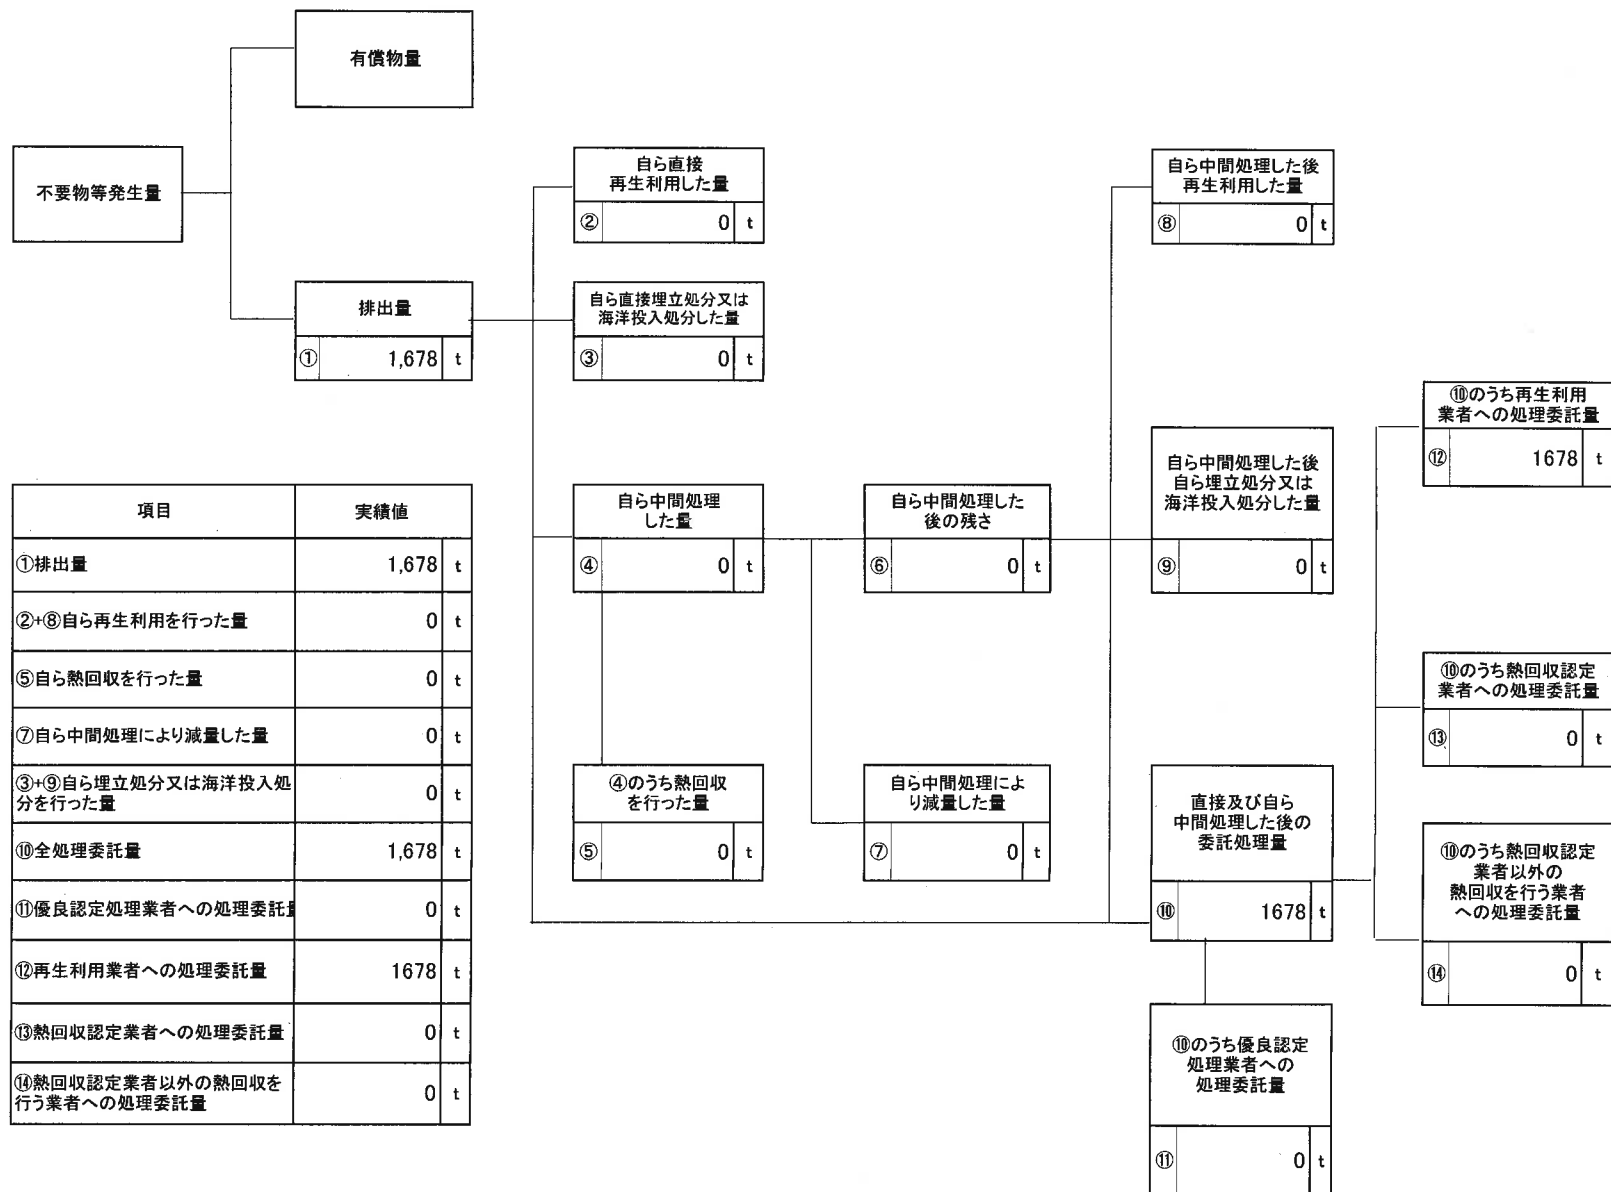 有償物量
不要物等発生量
排出量
① 1,678 t
自ら直接
再生利用した量
② 0 t
自ら直接埋立処分又は
海洋投入処分した量
③ 0 t
自ら中間処理
した量
④ 0 t
④のうち熱回収
を行った量
⑤ 0 t
自ら中間処理した
後の残さ
⑥ 0 t
自ら中間処理によ
り減量した量
⑦ 0 t
自ら中間処理した後
再生利用した量
⑧ 0 t
自ら中間処理した後
自ら埋立処分又は
海洋投入処分した量
⑨ 0 t
直接及び自ら
中間処理した後の
委託処理量
⑩ 1678 t
⑩のうち優良認定
処理業者への
処理委託量
⑪ 0 t
⑩のうち再生利用
業者への処理委託量
⑫ 1678 t
⑩のうち熱回収認定
業者への処理委託量
⑬ 0 t
⑩のうち熱回収認定
業者以外の
熱回収を行う業者
への処理委託量
⑭ 0 t
項目 実績値
①排出量 1,678 t
②+⑧自ら再生利用を行った量 0 t
⑤自ら熱回収を行った量 0 t
⑦自ら中間処理により減量した量 0 t
③+⑨自ら埋立処分又は海洋投入処
分を行った量 0 t
⑩全処理委託量 1,678 t
⑪優良認定処理業者への処理委託量 0 t
⑫再生利用業者への処理委託量 1678 t
⑬熱回収認定業者への処理委託量 0 t
⑭熱回収認定業者以外の熱回収を
行う業者への処理委託量 0 t